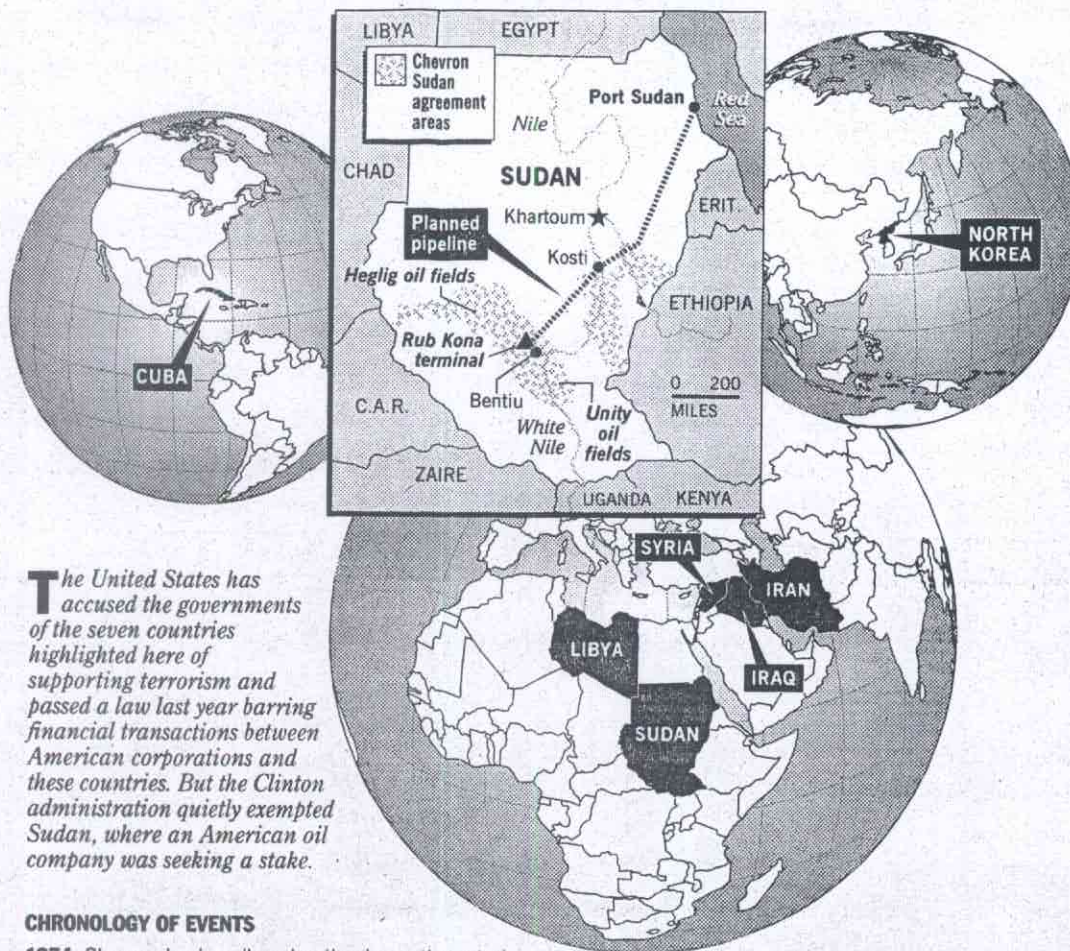 LIBYA
EGYPT
Chevron
Sudan
agreement
areas
Port Sudan
Red
Sea
Nile
CHAD
SUDAN
Khartoum
ERIT.
Planned
pipeline
Kosti
Heglig oil fields
ETHIOPIA
Rub Kona
terminal
Bentiu
0 200
MILES
C.A.R.
White
Nile
Unity
oil
fields
ZAIRE
UGANDA
KENYA
CUBA
NORTH
KOREA
SYRIA
IRAN
LIBYA
IRAQ
SUDAN
The United States has
accused the governments
of the seven countries
highlighted here of
supporting terrorism and
passed a law last year barring
financial transactions between
American corporations and
these countries. But the Clinton
administration quietly exempted
Sudan, where an American oil
company was seeking a stake.
CHRONOLOGY OF EVENTS